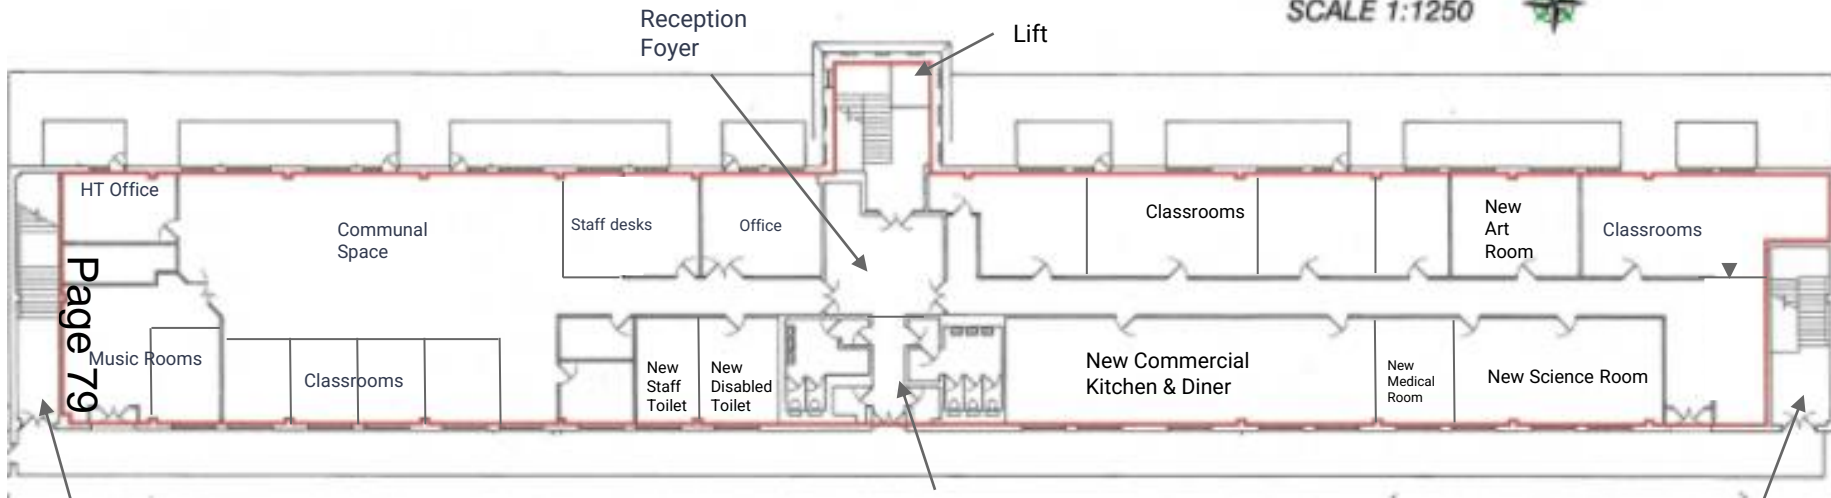 SCALE 1:1250
Reception
Foyer
Lift
HT Office
Communal
Space
Staff desks
Office
Classrooms
New
Art
Room
Classrooms
Page 79
Music Rooms
Classrooms
New
Staff
Toilet
New
Disabled
Toilet
New Commercial
Kitchen & Diner
New
Medical
Room
New Science Room